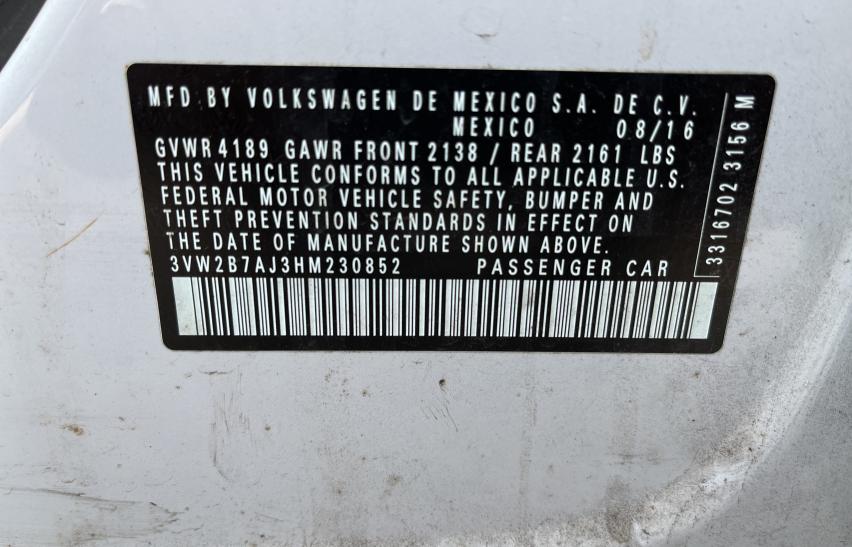 MFD. BY VOLKSWAGEN DE MEXICO S.A. DE C.V.
MEXICO 08/16
GVWR 4189 GAWR FRONT 2138 / REAR 2161 LBS
THIS VEHICLE CONFORMS TO ALL APPLICABLE U.S.
FEDERAL MOTOR VEHICLE SAFETY, BUMPER AND
THEFT PREVENTION STANDARDS IN EFFECT ON
THE DATE OF MANUFACTURE SHOWN ABOVE.
3VW2B7AJ3HM230852 PASSENGER CAR
3316702 3156 M